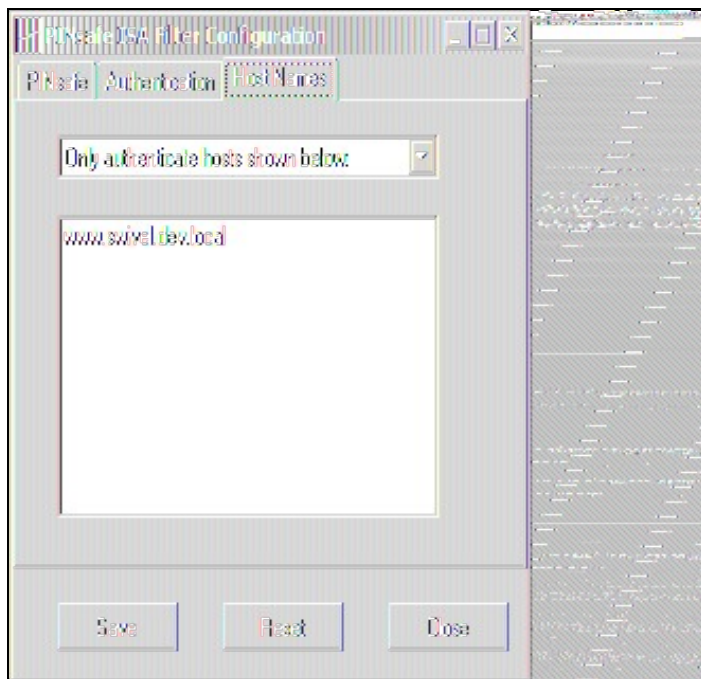 PINsafe ISA Filter Configuration
PINsafe Authentication Host Names
Only authenticate hosts shown below:
www.swivel.dev.local
Save Reset Close